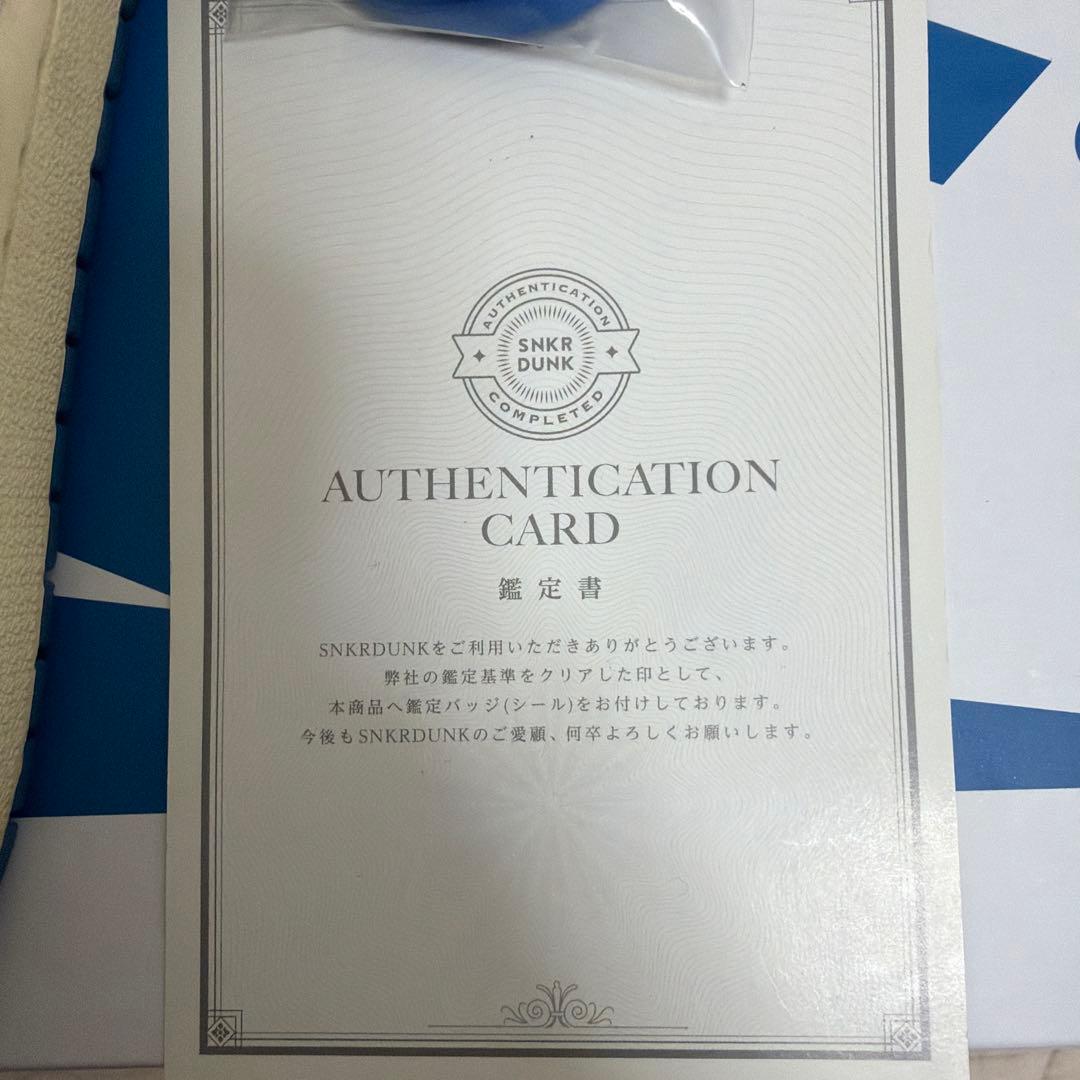 AUTHENTICATION
SNKR
DUNK
COMPLETED
AUTHENTICATION
CARD
鑑定書
SNKRDUNKをご利用いただきありがとうございます。
弊社の鑑定基準をクリアした印として、
本商品へ鑑定バッジ(シール)をお付けしております。
今後もSNKRDUNKのご愛顧、何卒よろしくお願いします。